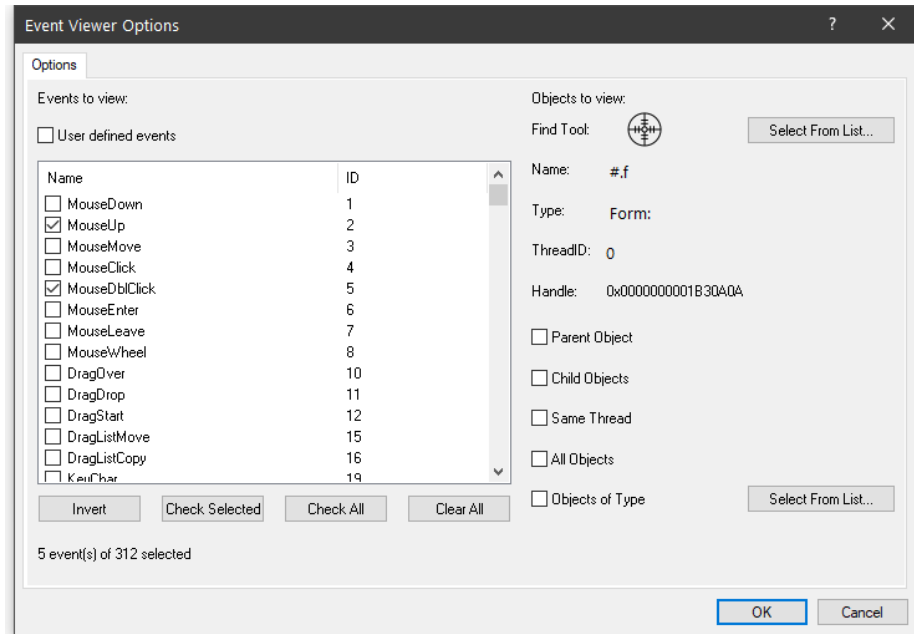 Event Viewer Options
Options
Events to view:
User defined events
Name ID
MouseDown 1
MouseUp 2
MouseMove 3
MouseClick 4
MouseDblClick 5
MouseEnter 6
MouseLeave 7
MouseWheel 8
DragOver 10
DragDrop 11
DragStart 12
DragListMove 15
DragListCopy 16
KeyChar 19
Invert Check Selected Check All Clear All
5 event(s) of 312 selected
Objects to view:
Find Tool: Select From List...
Name: #.f
Type: Form:
ThreadID: 0
Handle: 0x0000000001B30A0A
Parent Object
Child Objects
Same Thread
All Objects
Objects of Type Select From List...
OK Cancel